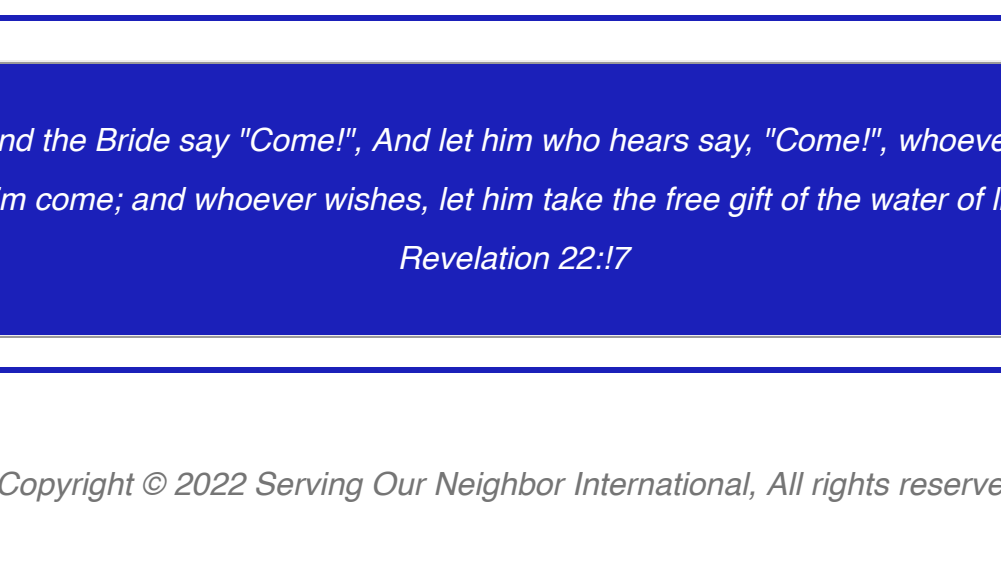 nd the Bride say "Come!", And let him who hears say, "Come!", whoeve
m come; and whoever wishes, let him take the free gift of the water of l
Revelation 22:!7
Copyright © 2022 Serving Our Neighbor International, All rights reserve